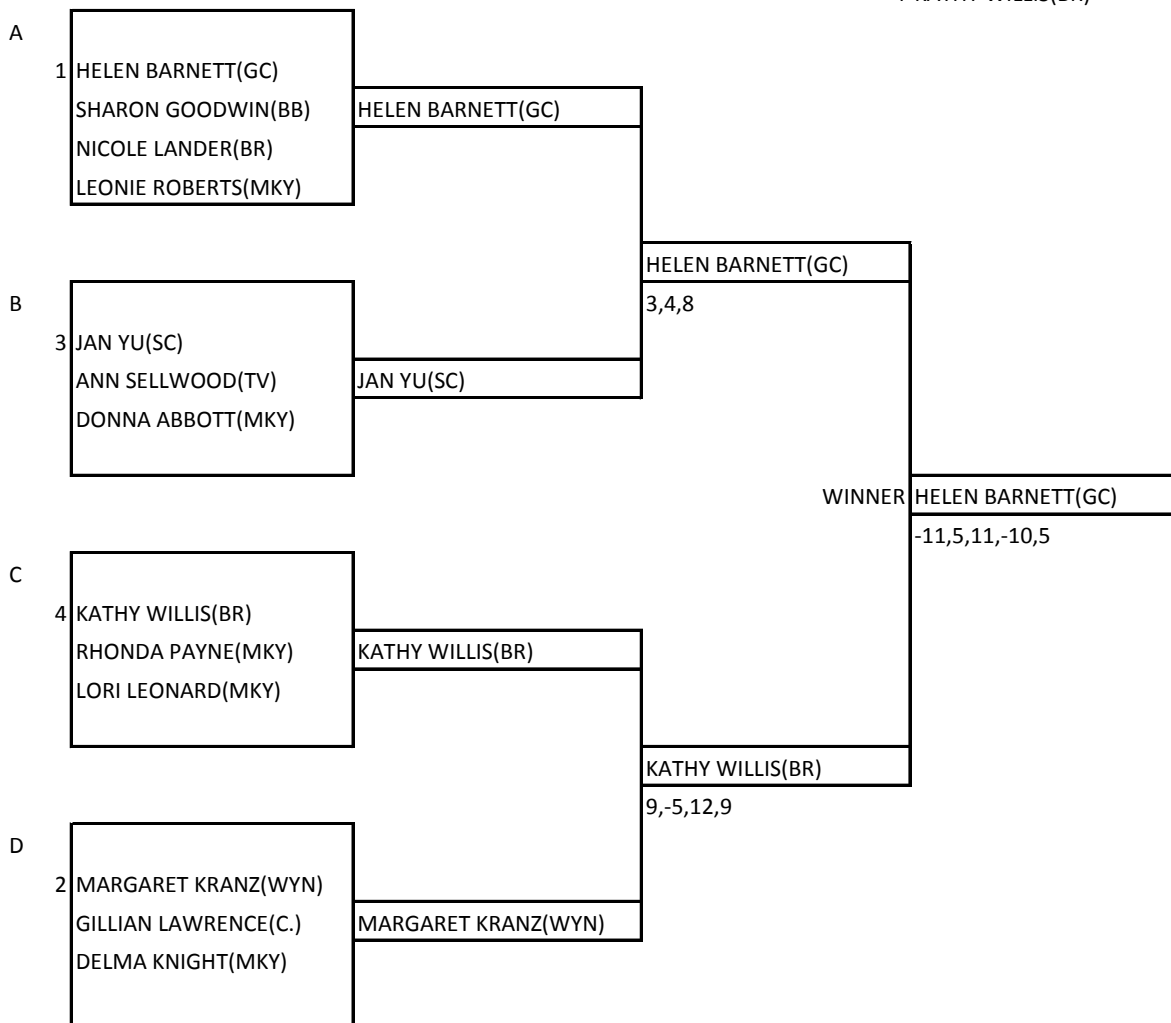 4 KATHY WILLIS(BR)
A
1 HELEN BARNETT(GC)
SHARON GOODWIN(BB) HELEN BARNETT(GC)
NICOLE LANDER(BR)
LEONIE ROBERTS(MKY)
HELEN BARNETT(GC)
B 3,4,8
3 JAN YU(SC)
ANN SELLWOOD(TV) JAN YU(SC)
DONNA ABBOTT(MKY)
WINNER HELEN BARNETT(GC)
-11,5,11,-10,5
C
4 KATHY WILLIS(BR)
RHONDA PAYNE(MKY) KATHY WILLIS(BR)
LORI LEONARD(MKY)
KATHY WILLIS(BR)
9,-5,12,9
D
2 MARGARET KRANZ(WYN)
GILLIAN LAWRENCE(C.) MARGARET KRANZ(WYN)
DELMA KNIGHT(MKY)